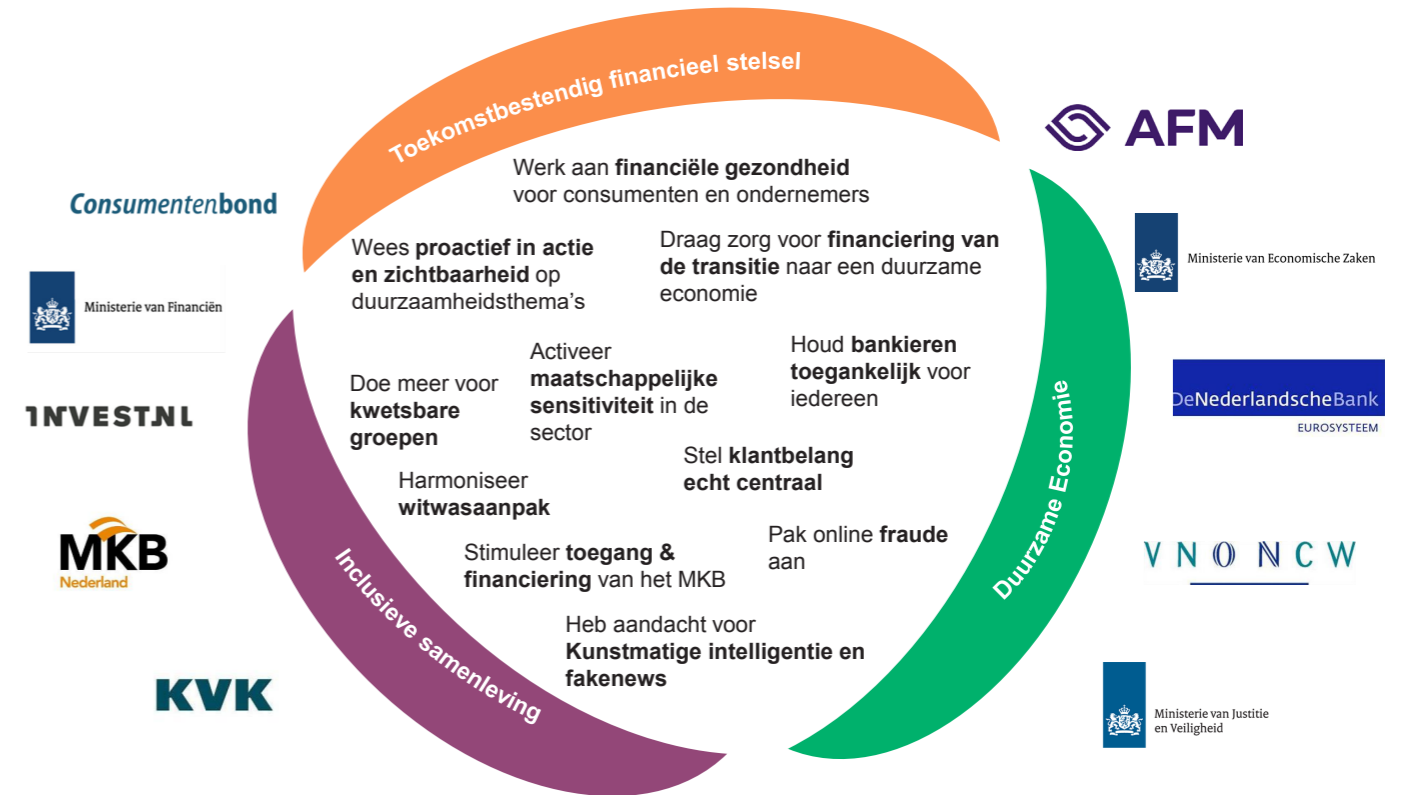 Toekomstbestendig financieel stelsel
AFM
Werk aan financiële gezondheid
voor consumenten en ondernemers
Consumentenbond
Wees proactief in actie
en zichtbaarheid op
duurzaamheidsthema’s
Draag zorg voor financiering van
de transitie naar een duurzame
economie
Ministerie van Economische Zaken
Ministerie van Financiën
Activeer
maatschappelijke
sensitiviteit in de
sector
Houd bankieren
toegankelijk voor
iedereen
Doe meer voor
kwetsbare
groepen
DeNederlandscheBank
EUROSYSTEEM
INVEST.NL
Stel klantbelang
echt centraal
Harmoniseer
witwasaanpak
Duurzame Economie
Pak online fraude
aan
MKB
Nederland
Stimuleer toegang &
financiering van het MKB
VNO NCW
Inclusieve samenleving
Heb aandacht voor
Kunstmatige intelligentie en
fakenews
KVK
Ministerie van Justitie
en Veiligheid